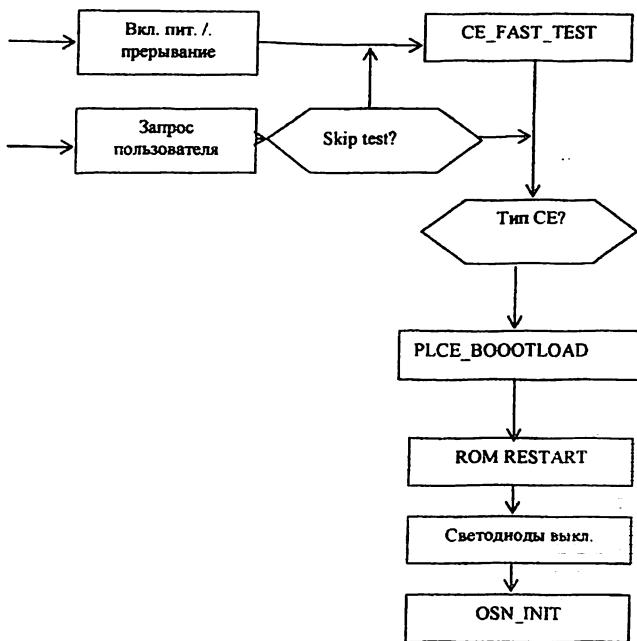 Вкл. пит. /.
прерывание
CE_FAST_TEST
Запрос
пользователя
Skip test?
Тип CE?
PLCE_BOOOTLOAD
ROM RESTART
Светодиоды выкл.
OSN_INIT